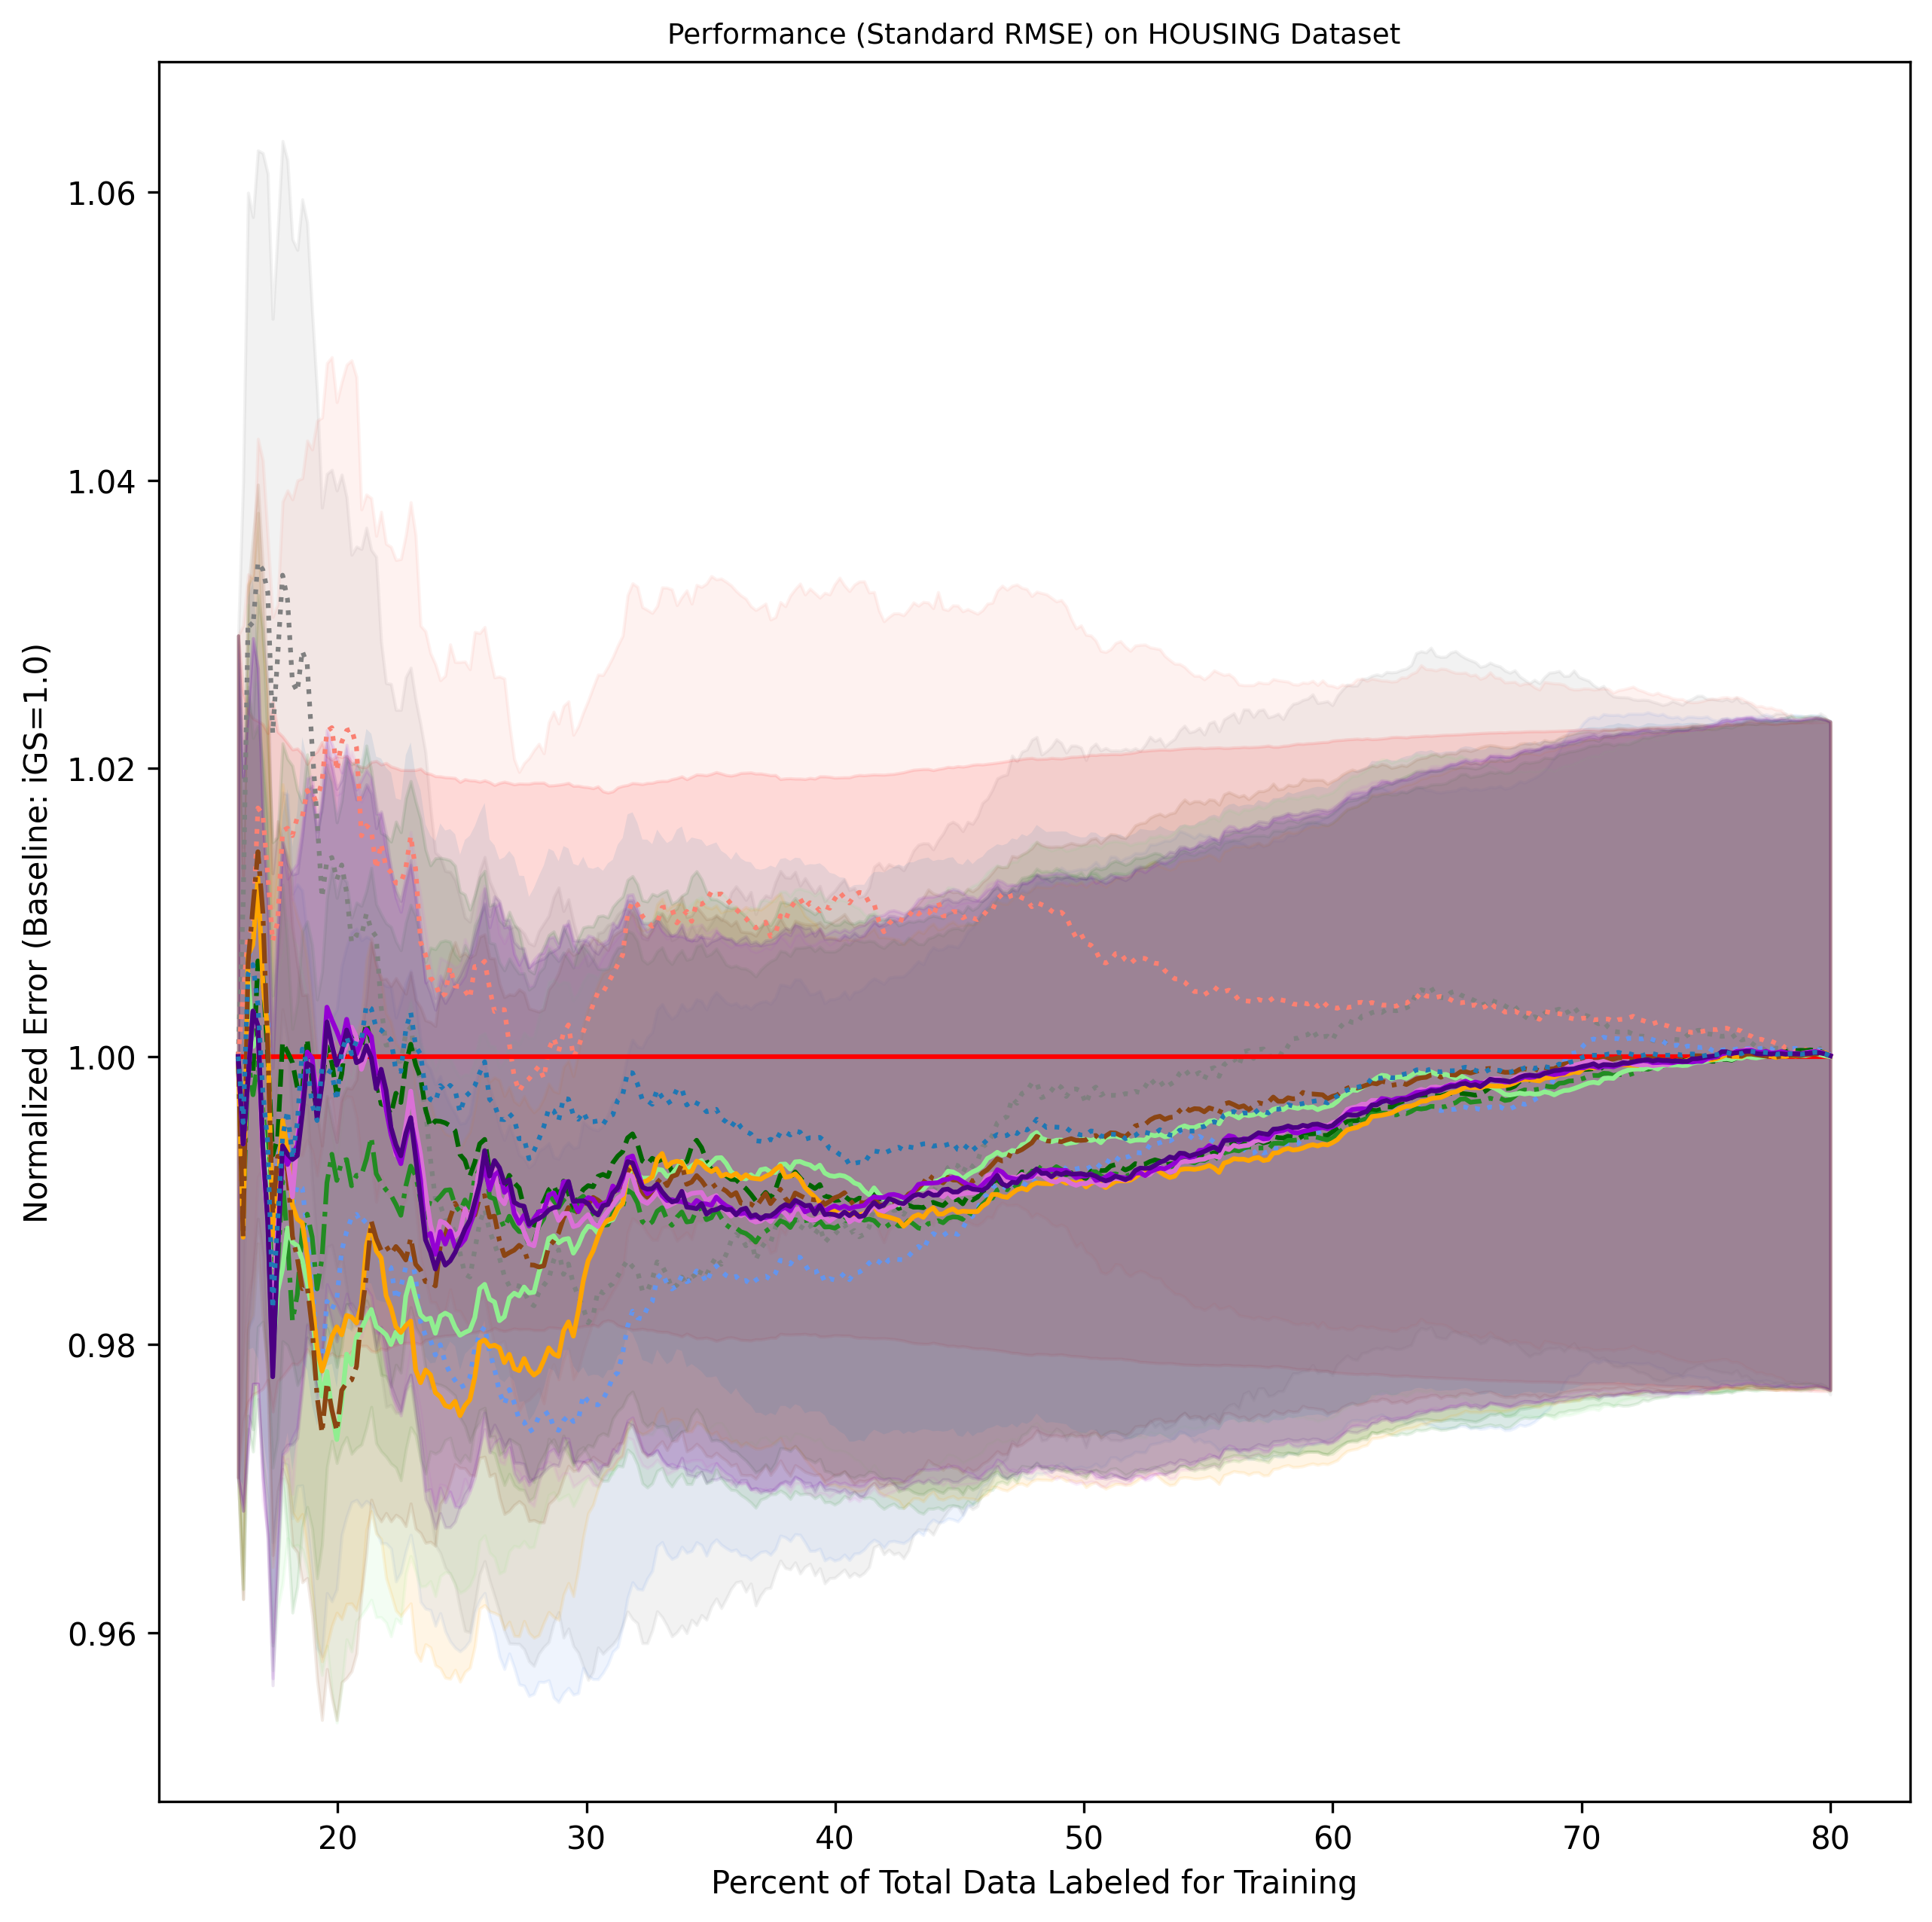 Performance (Standard RMSE) on HOUSING Dataset
Normalized Error (Baseline: iGS=1.0)
1.06
1.04
1.02
1.00
0.98
0.96
20 30 40 50 60 70 80
Percent of Total Data Labeled for Training